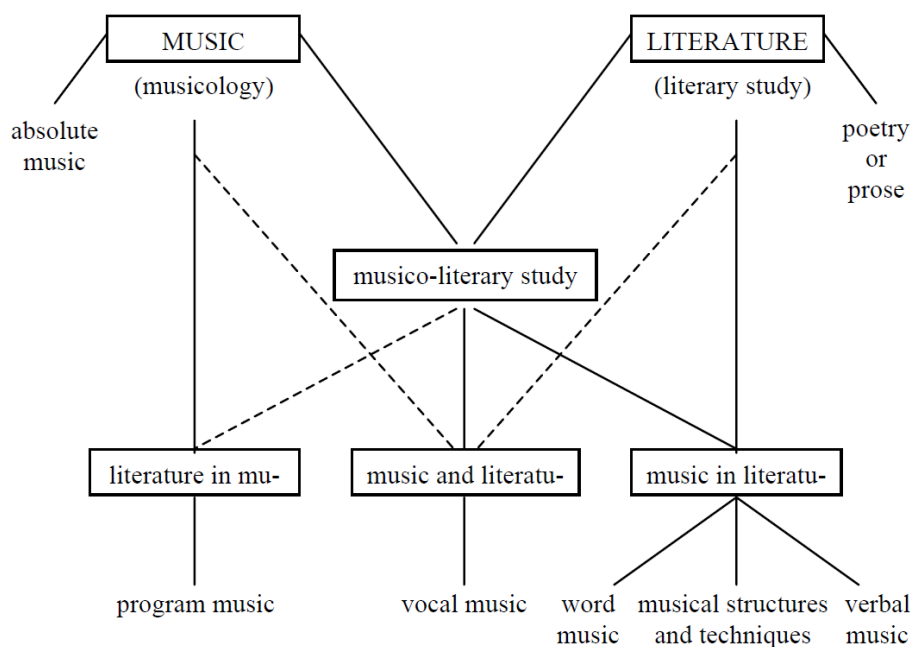 MUSIC
LITERATURE
(musicology)
(literary study)
absolute
music
poetry
or
prose
musico-literary study
literature in mu-
music and literatu-
music in literatu-
program music
vocal music
word
music
musical structures
and techniques
verbal
music